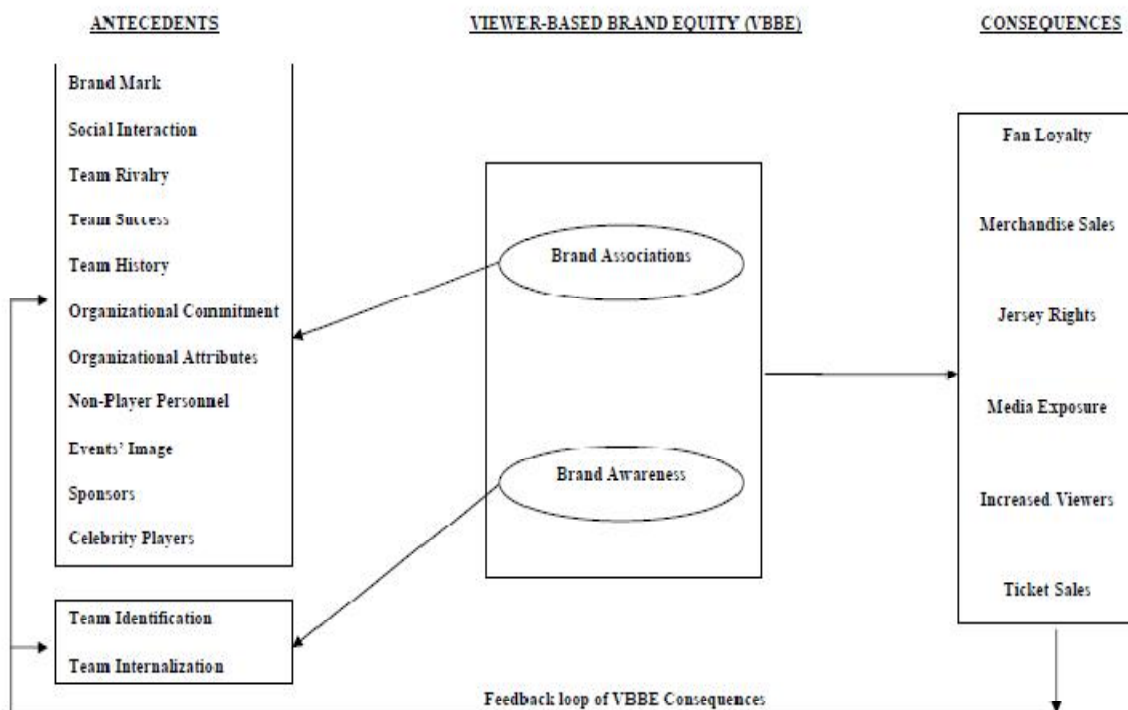 ANTECEDENTS
VIEWER-BASED BRAND EQUITY (VBBE)
CONSEQUENCES
Brand Mark
Social Interaction
Team Rivalry
Team Success
Team History
Organizational Commitment
Organizational Attributes
Non-Player Personnel
Events’ Image
Sponsors
Celebrity Players
Team Identification
Team Internalization
Brand Associations
Brand Awareness
Fan Loyalty
Merchandise Sales
Jersey Rights
Media Exposure
Increased Viewers
Ticket Sales
Feedback loop of VBBE Consequences